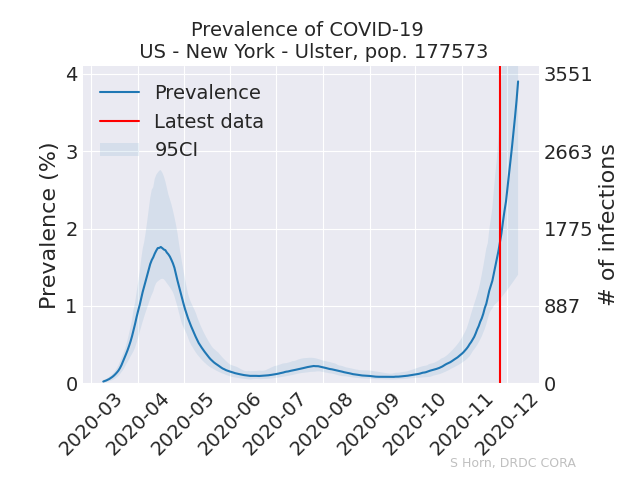 Prevalence of COVID-19
US - New York - Ulster, pop. 177573
Prevalence
Latest data
95CI
Prevalence (%)
4
3
2
1
0
3551
2663
1775
887
0
# of infections
2020-03
2020-04
2020-05
2020-06
2020-07
2020-08
2020-09
2020-10
2020-11
2020-12
S Horn, DRDC CORA